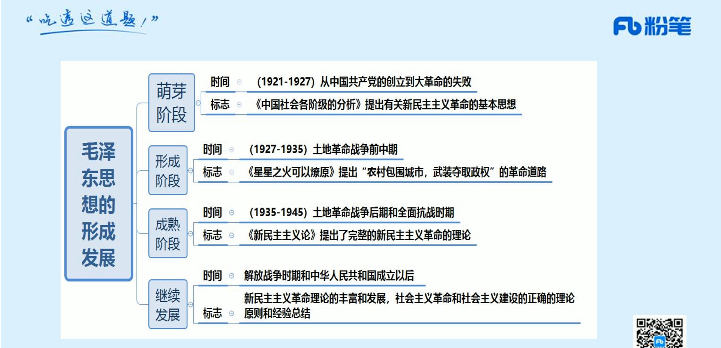 “吃透这道题！”
粉笔
毛泽
东思
想的
形成
发展
萌芽
阶段
时间 （1921-1927）从中国共产党的创立到大革命的失败
标志 《中国社会各阶级的分析》提出有关新民主主义革命的基本思想
形成
阶段
时间 （1927-1935）土地革命战争前中期
标志 《星星之火可以燎原》提出“农村包围城市，武装夺取政权”的革命道路
成熟
阶段
时间 （1935-1945）土地革命战争后期和全面抗战时期
标志 《新民主主义论》提出了完整的新民主主义革命的理论
继续
发展
时间 解放战争时期和中华人民共和国成立以后
标志 新民主主义革命理论的丰富和发展，社会主义革命和社会主义建设的正确的理论
原则和经验总结